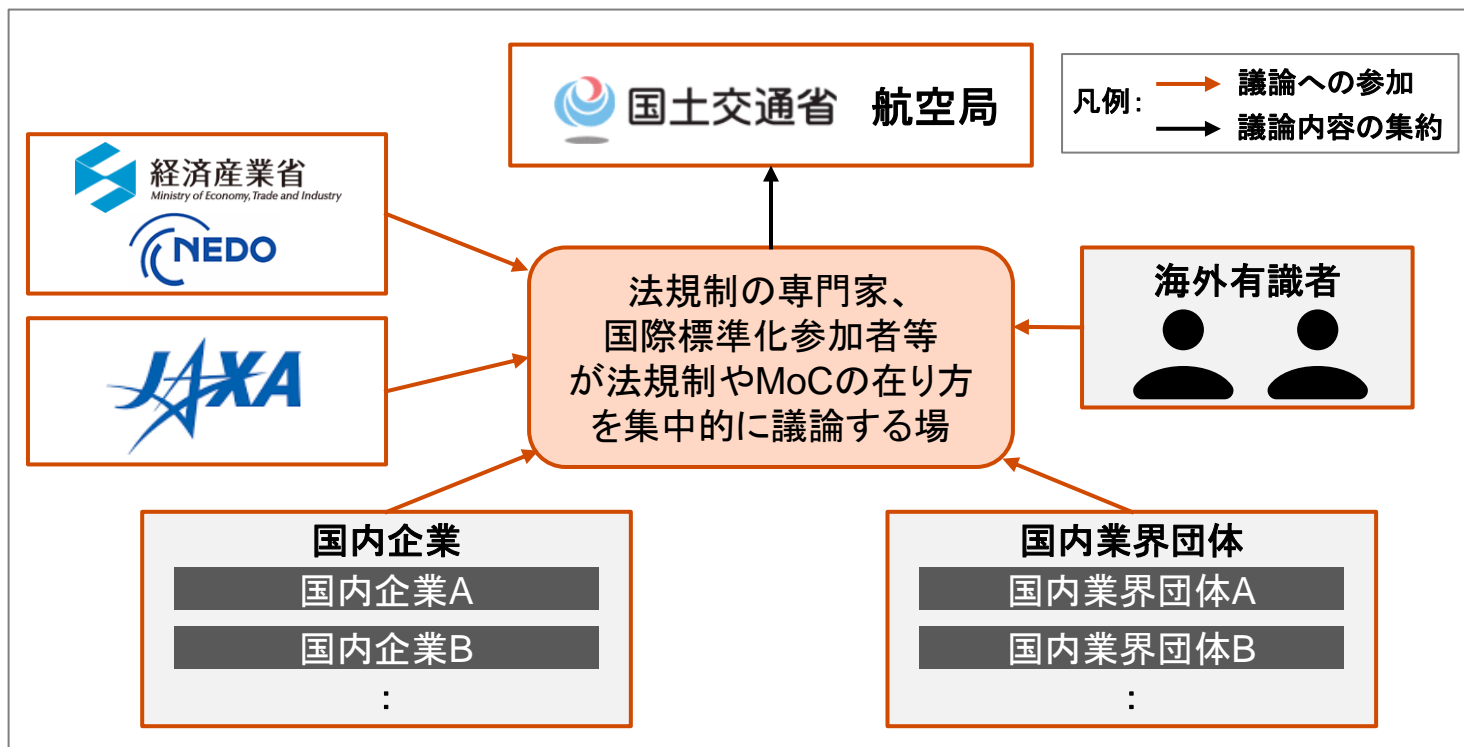 国土交通省 航空局
凡例:
議論への参加
議論内容の集約
経済産業省
Ministry of Economy, Trade and Industry
NEDO
JAXA
法規制の専門家、
国際標準化参加者等
が法規制やMoCの在り方
を集中的に議論する場
海外有識者
国内企業
国内企業A
国内企業B
:
国内業界団体
国内業界団体A
国内業界団体B
: